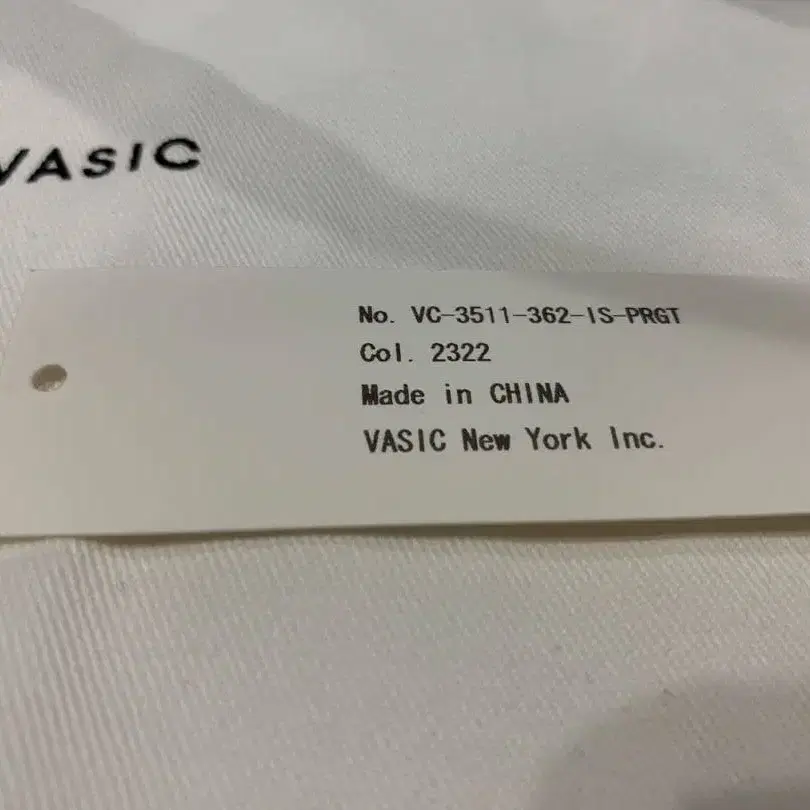 VASIC
No. VC-3511-362-IS-PRGT
Col. 2322
Made in CHINA
VASIC New York Inc.